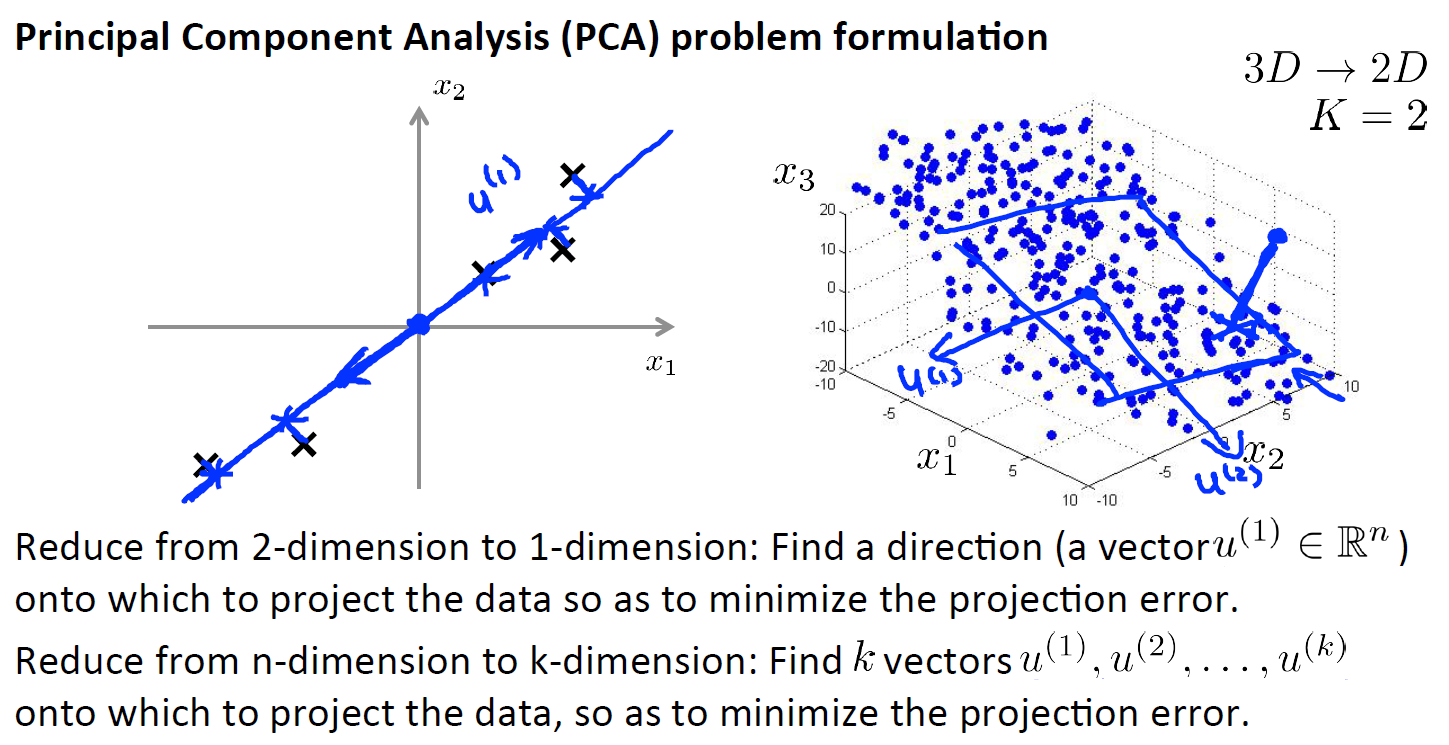 Principal Component Analysis (PCA) problem formulation
x₂
u⁽¹⁾
x₁
3D → 2D
K = 2
x₃
20
10
0
-10
-20
-10
-5
0
5
10
-10
-5
0
5
10
x₁
x₂
u⁽¹⁾
u⁽²⁾
Reduce from 2-dimension to 1-dimension: Find a direction (a vector u⁽¹⁾ ∈ ℝⁿ)
onto which to project the data so as to minimize the projection error.
Reduce from n-dimension to k-dimension: Find k vectors u⁽¹⁾, u⁽²⁾, . . . , u⁽ᵏ⁾
onto which to project the data, so as to minimize the projection error.